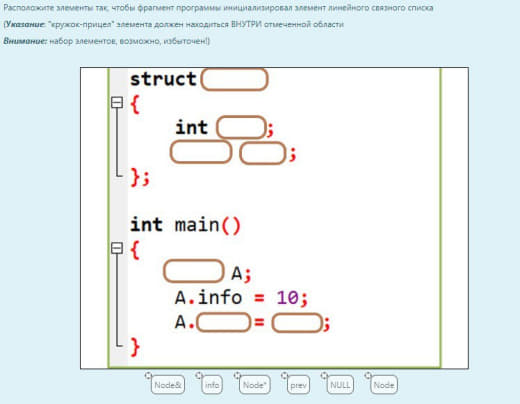 Расположите элементы так, чтобы фрагмент программы инициализировал элемент линейного связного списка
(Указание: "кружок-прицел" элемента должен находиться ВНУТРИ отмеченной области
Внимание: набор элементов, возможно, избыточен!)
struct
{
int ;
;
};
int main()
{
A;
A.info = 10;
A. = ;
}
Node& info Node* prev NULL Node